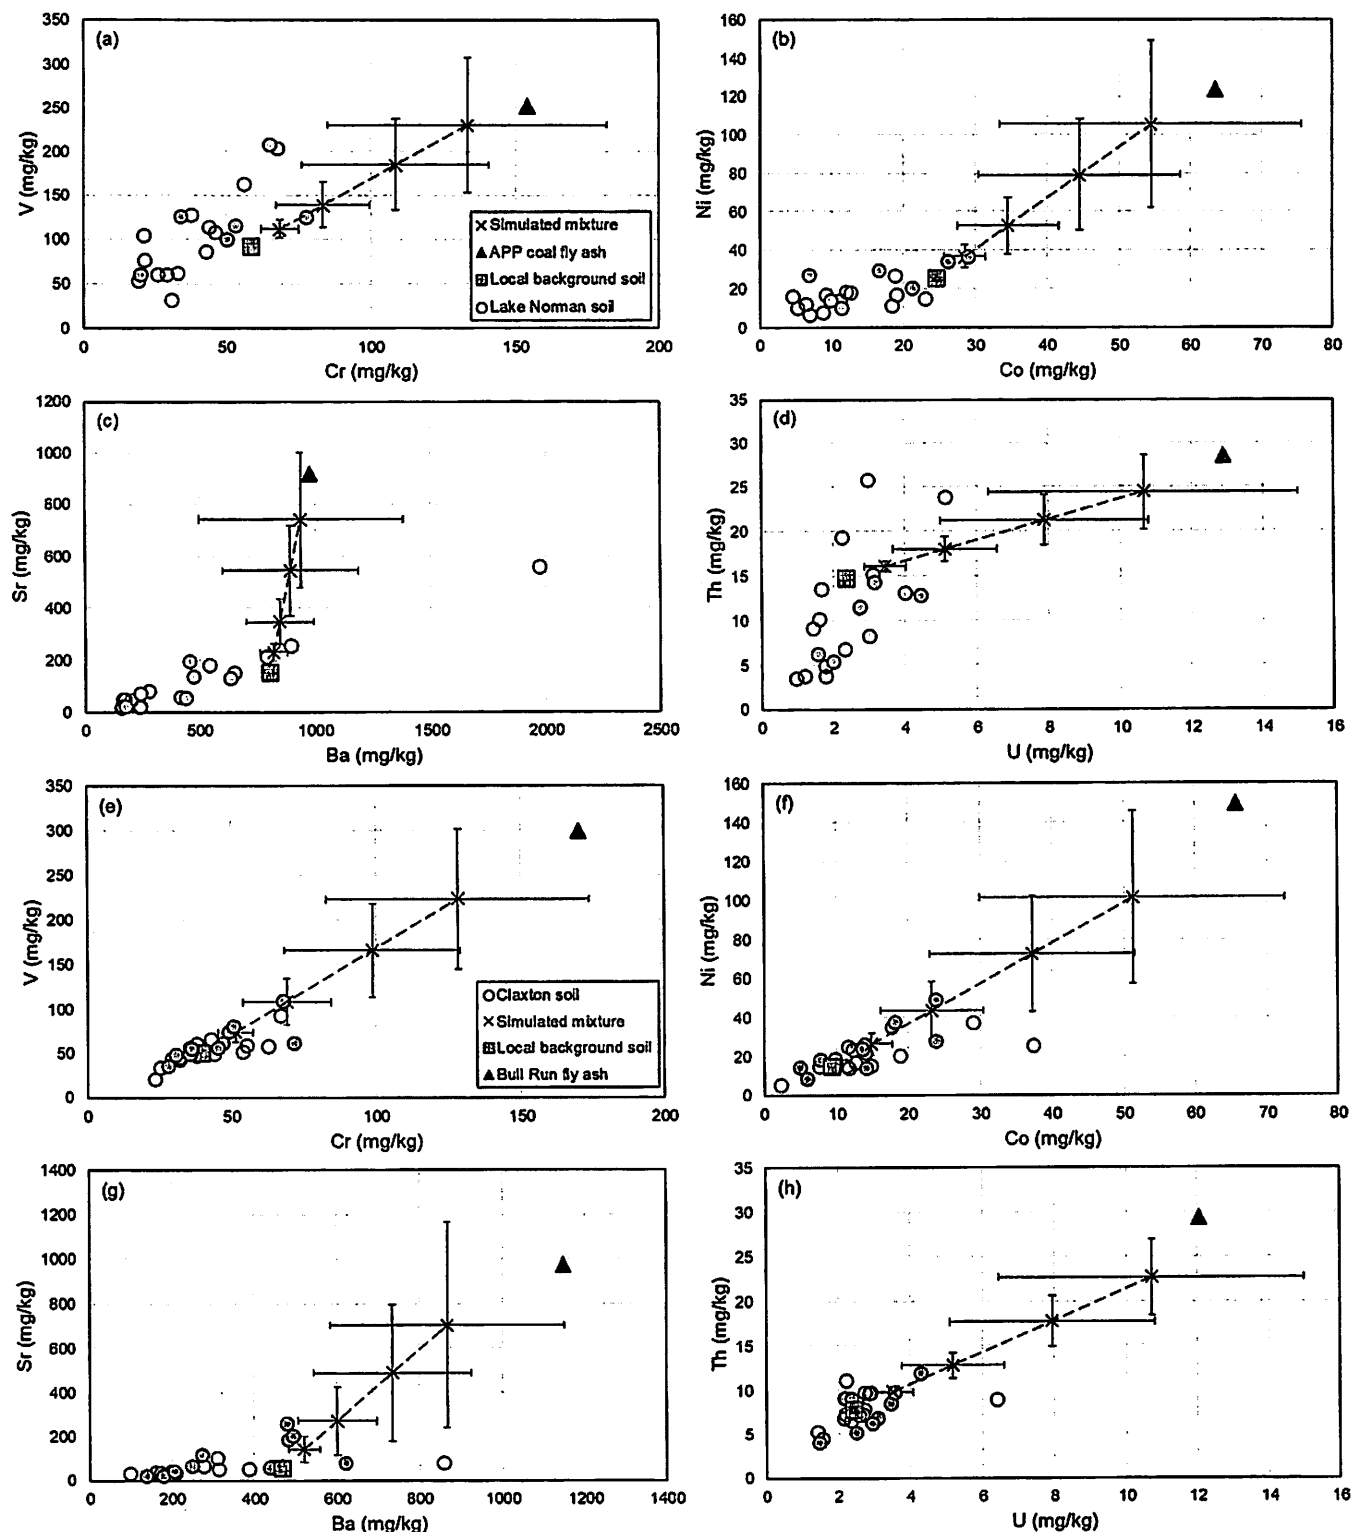 (a)
350
300
250
200
150
100
50
0
V (mg/kg)
0 50 100 150 200
Cr (mg/kg)
Simulated mixture
APP coal fly ash
Local background soil
Lake Norman soil
(b)
160
140
120
100
80
60
40
20
0
Ni (mg/kg)
0 10 20 30 40 50 60 70 80
Co (mg/kg)
(c)
1200
1000
800
600
400
200
0
Sr (mg/kg)
500 1000 1500 2000 2500
Ba (mg/kg)
(d)
35
30
25
20
15
10
5
0
Th (mg/kg)
0 2 4 6 8 10 12 14 16
U (mg/kg)
(e)
350
300
250
200
150
100
50
0
V (mg/kg)
0 50 100 150 200
Cr (mg/kg)
Claxton soil
Simulated mixture
Local background soil
Bull Run fly ash
(f)
160
140
120
100
80
60
40
20
0
Ni (mg/kg)
0 10 20 30 40 50 60 70 80
Co (mg/kg)
(g)
1400
1200
1000
800
600
400
200
0
Sr (mg/kg)
0 200 400 600 800 1000 1200 1400
Ba (mg/kg)
(h)
35
30
25
20
15
10
5
0
Th (mg/kg)
0 2 4 6 8 10 12 14 16
U (mg/kg)